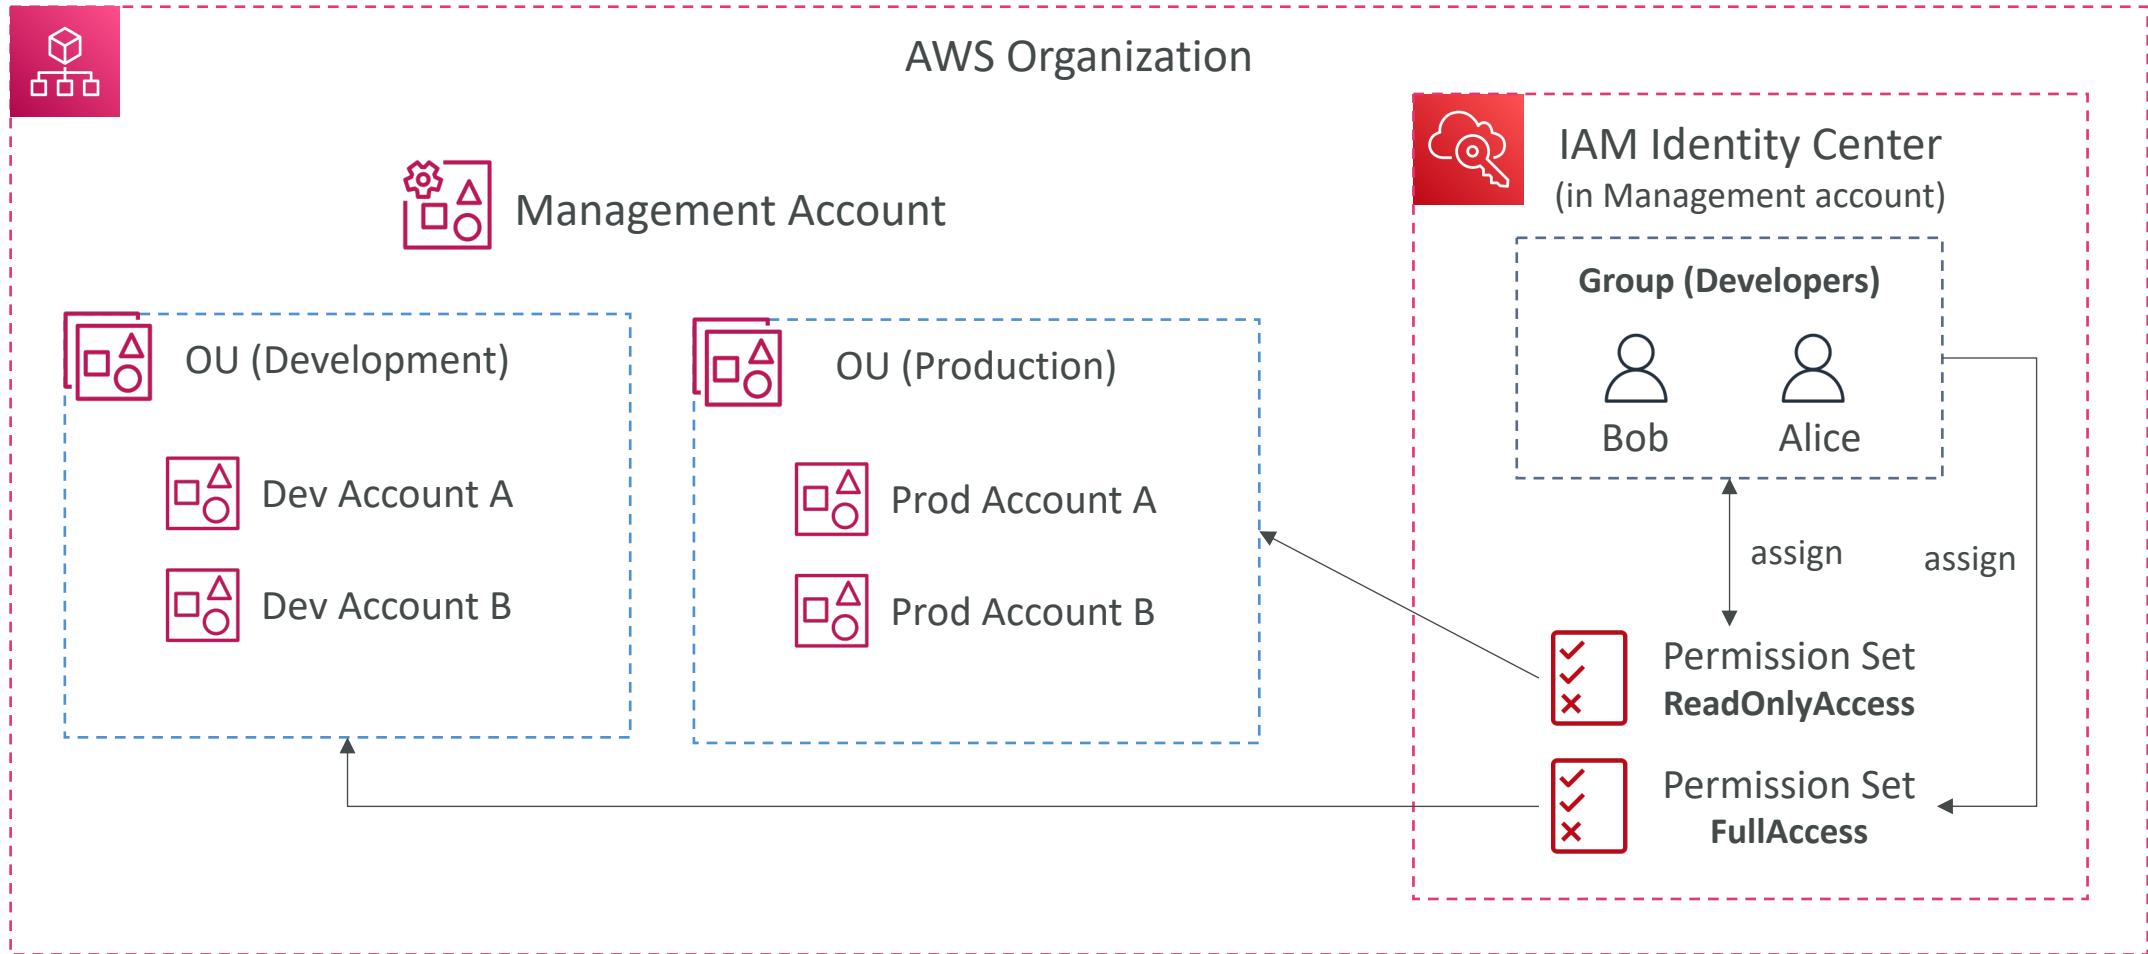 AWS Organization
Management Account
OU (Development)
Dev Account A
Dev Account B
OU (Production)
Prod Account A
Prod Account B
IAM Identity Center
(in Management account)
Group (Developers)
Bob
Alice
assign
assign
Permission Set
ReadOnlyAccess
Permission Set
FullAccess